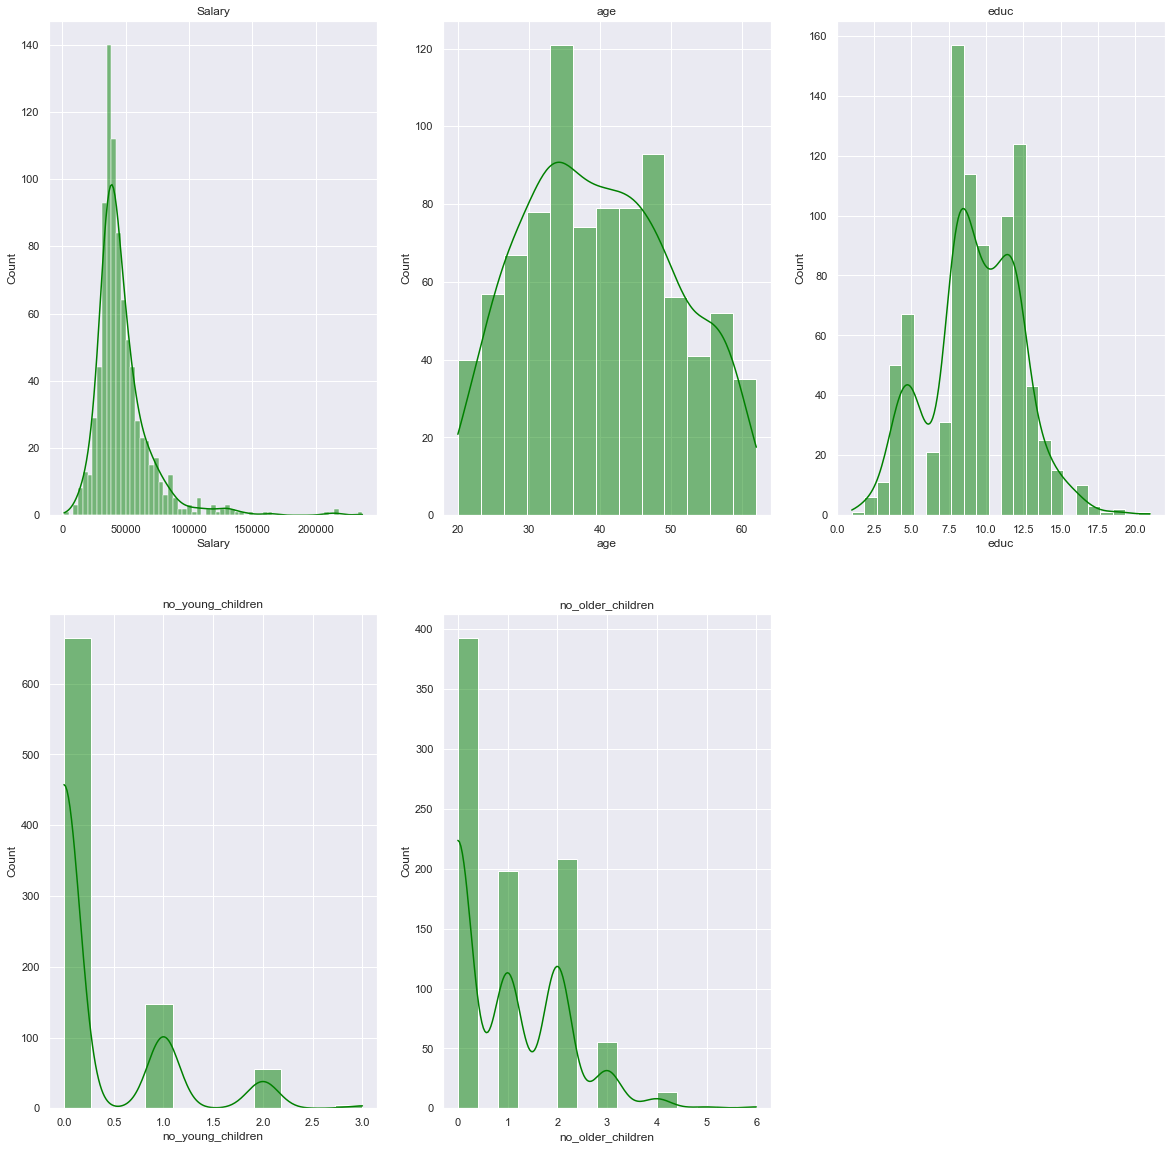 Salary
140
120
100
80
60
40
20
0
Count
0 50000 100000 150000 200000
Salary
age
120
100
80
60
40
20
0
Count
20 30 40 50 60
age
educ
160
140
120
100
80
60
40
20
0
Count
0.0 2.5 5.0 7.5 10.0 12.5 15.0 17.5 20.0
educ
no_young_children
600
500
400
300
200
100
0
Count
0.0 0.5 1.0 1.5 2.0 2.5 3.0
no_young_children
no_older_children
400
350
300
250
200
150
100
50
0
Count
0 1 2 3 4 5 6
no_older_children